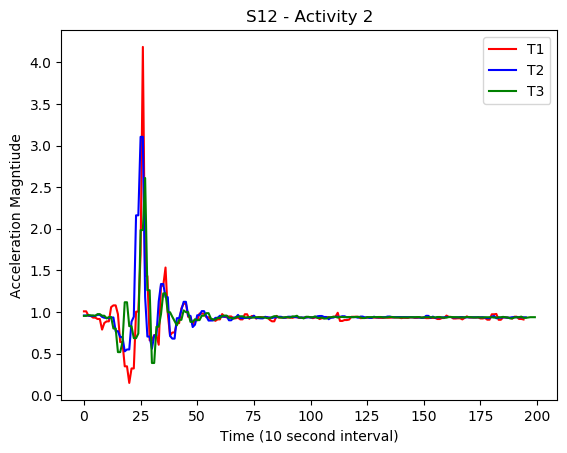 S12 - Activity 2
T1
T2
T3
Acceleration Magntiude
4.0
3.5
3.0
2.5
2.0
1.5
1.0
0.5
0.0
0 25 50 75 100 125 150 175 200
Time (10 second interval)